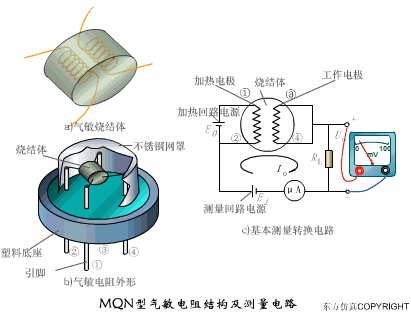 a)气敏烧结体
烧结体
不锈钢网罩
塑料底座
引脚
① ② ③ ④
b)气敏电阻外形
加热电极
烧结体
工作电极
① ③
加热回路电源
E0
② ④
Io
U
+
RL
0 100
mV
μA
Ei
-
测量回路电源
c)基本测量转换电路
MQN型气敏电阻结构及测量电路
东方仿真COPYRIGHT